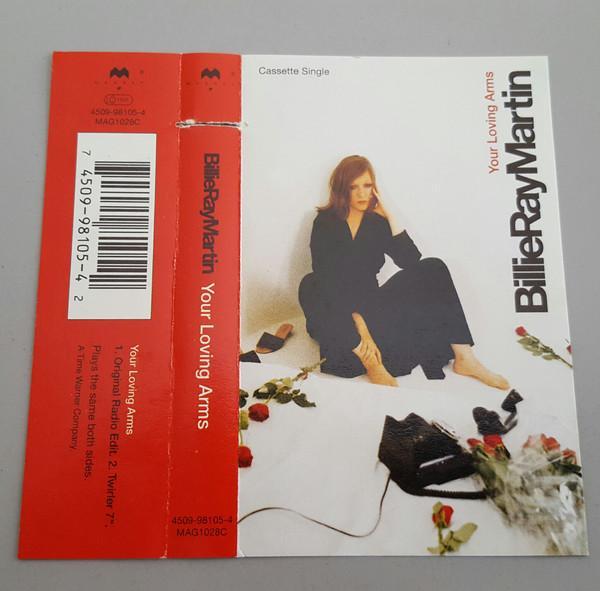 4509-98105-4
MAG1028C
7 4509-98105-4 2
Your Loving Arms
1. Original Radio Edit. 2. Twirler 7".
Plays the same both sides.
A Time Warner Company.
BillieRayMartin Your Loving Arms
4509-98105-4
MAG1028C
Cassette Single
Your Loving Arms
BillieRayMartin